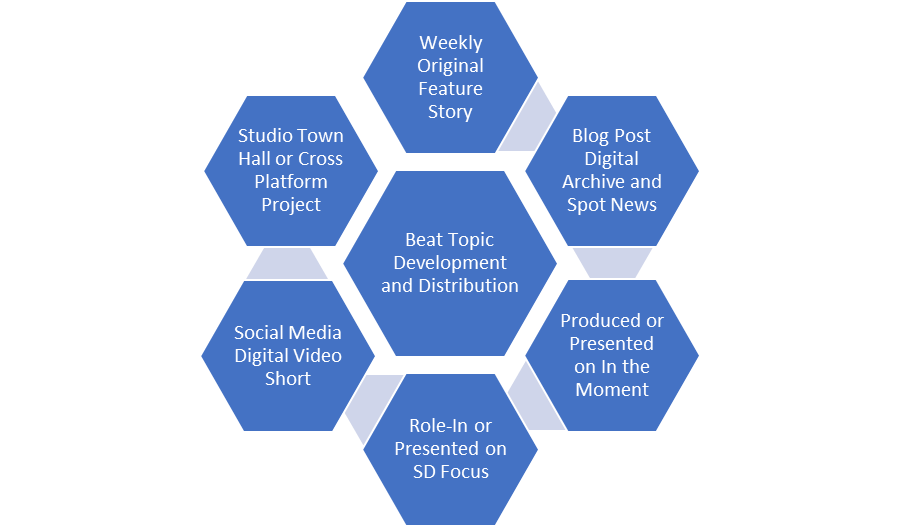 Weekly
Original
Feature
Story
Blog Post
Digital
Archive and
Spot News
Produced or
Presented
on In the
Moment
Role-In or
Presented on
SD Focus
Social Media
Digital Video
Short
Studio Town
Hall or Cross
Platform
Project
Beat Topic
Development
and Distribution